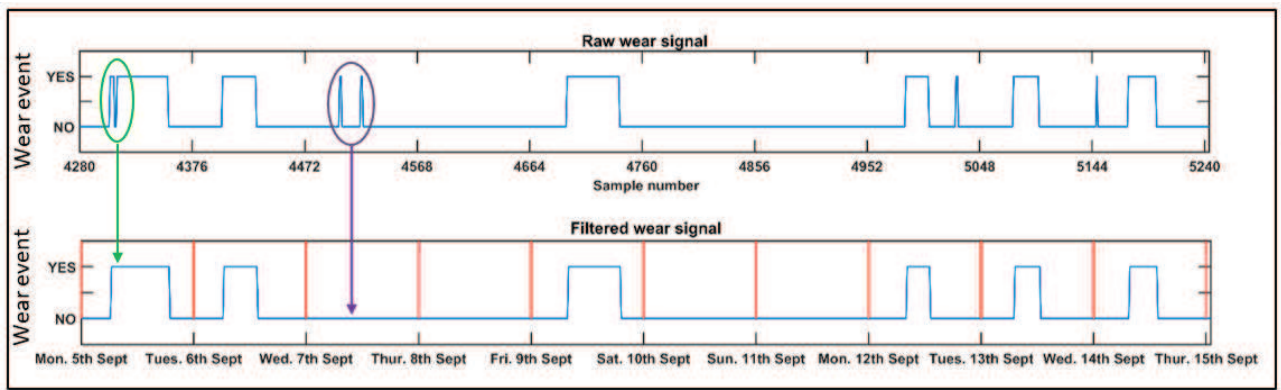 Raw wear signal
Wear event
YES
NO
4280 4376 4472 4568 4664 4760 4856 4952 5048 5144 5240
Sample number
Filtered wear signal
Wear event
YES
NO
Mon. 5th Sept Tues. 6th Sept Wed. 7th Sept Thur. 8th Sept Fri. 9th Sept Sat. 10th Sept Sun. 11th Sept Mon. 12th Sept Tues. 13th Sept Wed. 14th Sept Thur. 15th Sept